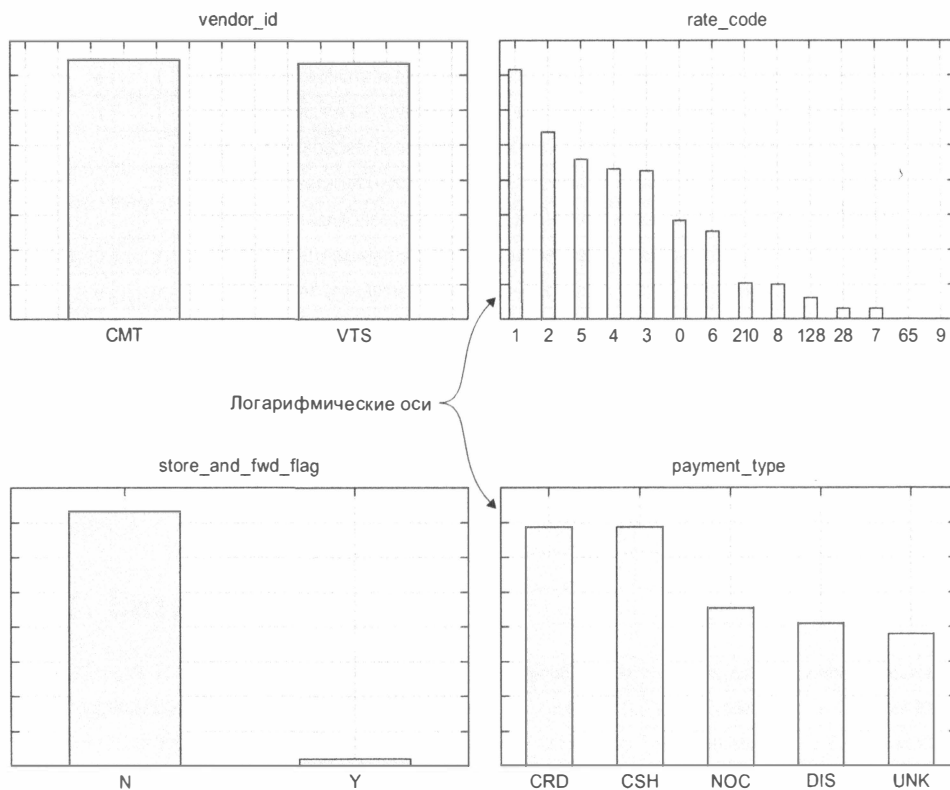 vendor_id
rate_code
CMT VTS
1 2 5 4 3 0 6 210 8 128 28 7 65 9
Логарифмические оси
store_and_fwd_flag
payment_type
N Y
CRD CSH NOC DIS UNK